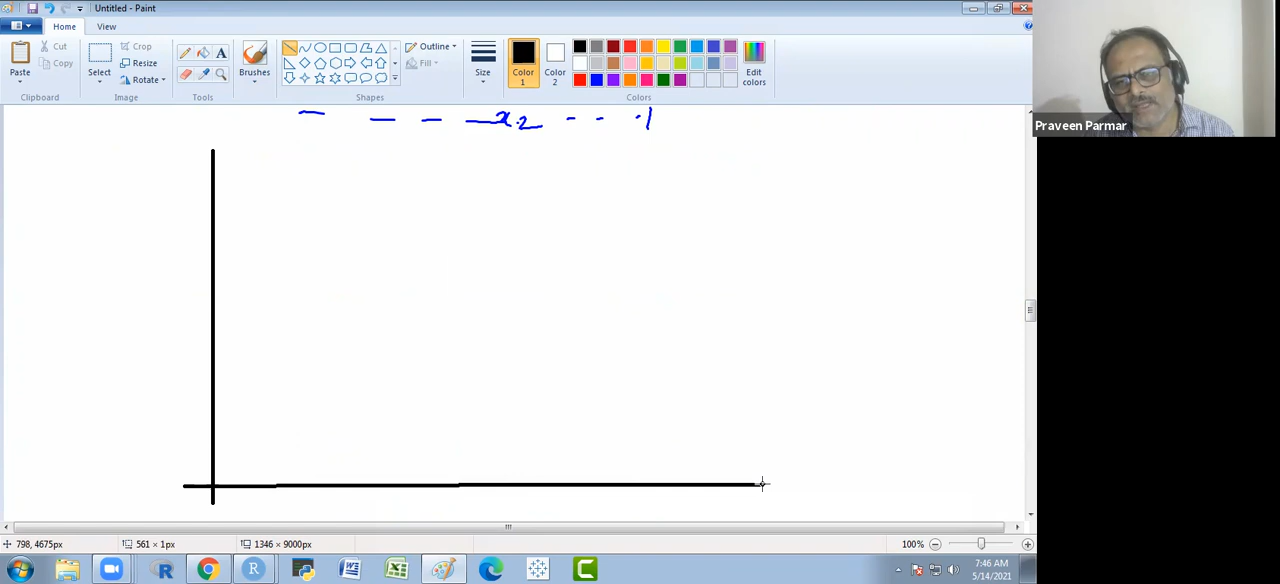 Untitled - Paint
Home View
Paste
Cut
Copy
Clipboard
Select
Crop
Resize
Rotate
Image
A
Tools
Brushes
Shapes
Outline
Fill
Size
Color 1
Color 2
Colors
Edit colors
x2
Praveen Parmar
798, 4675px
561 × 1px
1346 × 9000px
100%
7:46 AM
5/14/2021